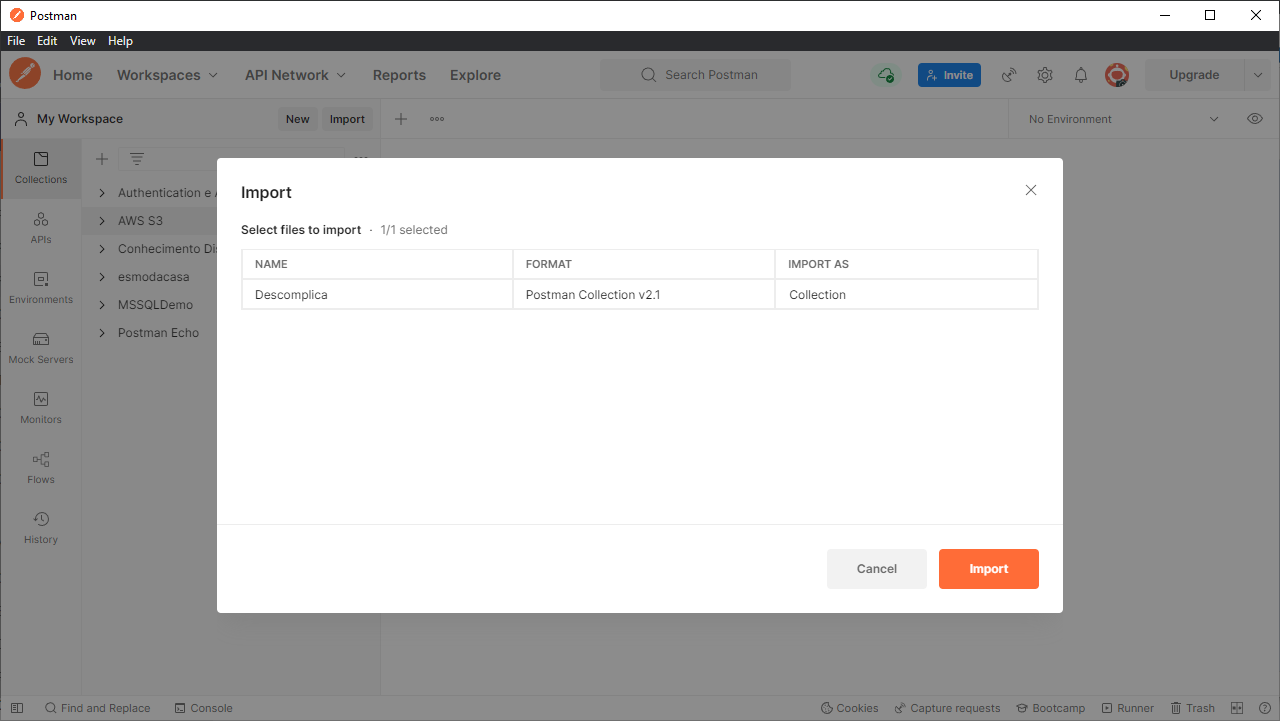 Postman
File Edit View Help
Home Workspaces API Network Reports Explore Search Postman Invite Upgrade
My Workspace New Import No Environment
Collections
APIs
Environments
Mock Servers
Monitors
Flows
History
Authentication e
AWS S3
Conhecimento
esmodacasa
MSSQLDemo
Postman Echo
Import
Select files to import · 1/1 selected
NAME FORMAT IMPORT AS
Descomplica Postman Collection v2.1 Collection
Cancel Import
Find and Replace Console Cookies Capture requests Bootcamp Runner Trash